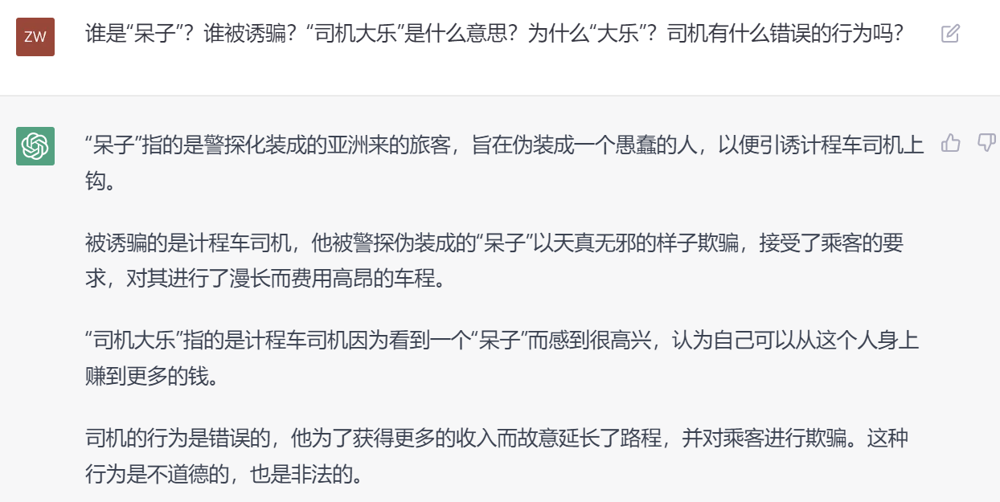 ZW
谁是“呆子”？谁被诱骗？“司机大乐”是什么意思？为什么“大乐”？司机有什么错误的行为吗？
“呆子”指的是警探化装成的亚洲来的旅客，旨在伪装成一个愚蠢的人，以便引诱计程车司机上
钩。
被诱骗的是计程车司机，他被警探伪装成的“呆子”以天真无邪的样子欺骗，接受了乘客的要
求，对其进行了漫长而费用高昂的车程。
“司机大乐”指的是计程车司机因为看到一个“呆子”而感到很高兴，认为自己可以从这个人身上
赚到更多的钱。
司机的行为是错误的，他为了获得更多的收入而故意延长了路程，并对乘客进行欺骗。这种
行为是不道德的，也是非法的。